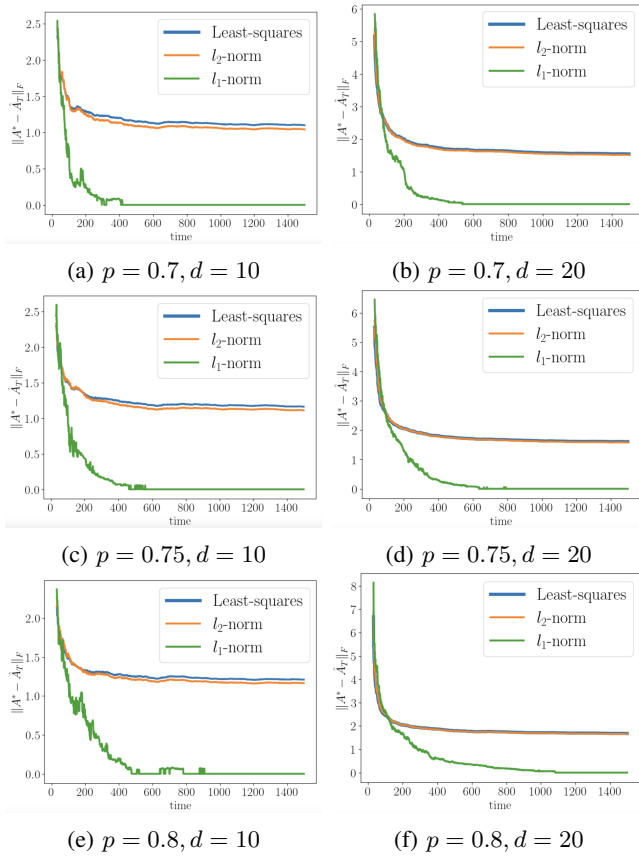 2.5
2.0
1.5
1.0
0.5
0.0
‖A* − Â_T‖_F
0 200 400 600 800 1000 1200 1400
time
Least-squares
l₂-norm
l₁-norm
(a) p = 0.7, d = 10
6
5
4
3
2
1
0
‖A* − Â_T‖_F
0 200 400 600 800 1000 1200 1400
time
Least-squares
l₂-norm
l₁-norm
(b) p = 0.7, d = 20
2.5
2.0
1.5
1.0
0.5
0.0
‖A* − Â_T‖_F
0 200 400 600 800 1000 1200 1400
time
Least-squares
l₂-norm
l₁-norm
(c) p = 0.75, d = 10
6
5
4
3
2
1
0
‖A* − Â_T‖_F
0 200 400 600 800 1000 1200 1400
time
Least-squares
l₂-norm
l₁-norm
(d) p = 0.75, d = 20
2.0
1.5
1.0
0.5
0.0
‖A* − Â_T‖_F
0 200 400 600 800 1000 1200 1400
time
Least-squares
l₂-norm
l₁-norm
(e) p = 0.8, d = 10
8
7
6
5
4
3
2
1
0
‖A* − Â_T‖_F
0 200 400 600 800 1000 1200 1400
time
Least-squares
l₂-norm
l₁-norm
(f) p = 0.8, d = 20